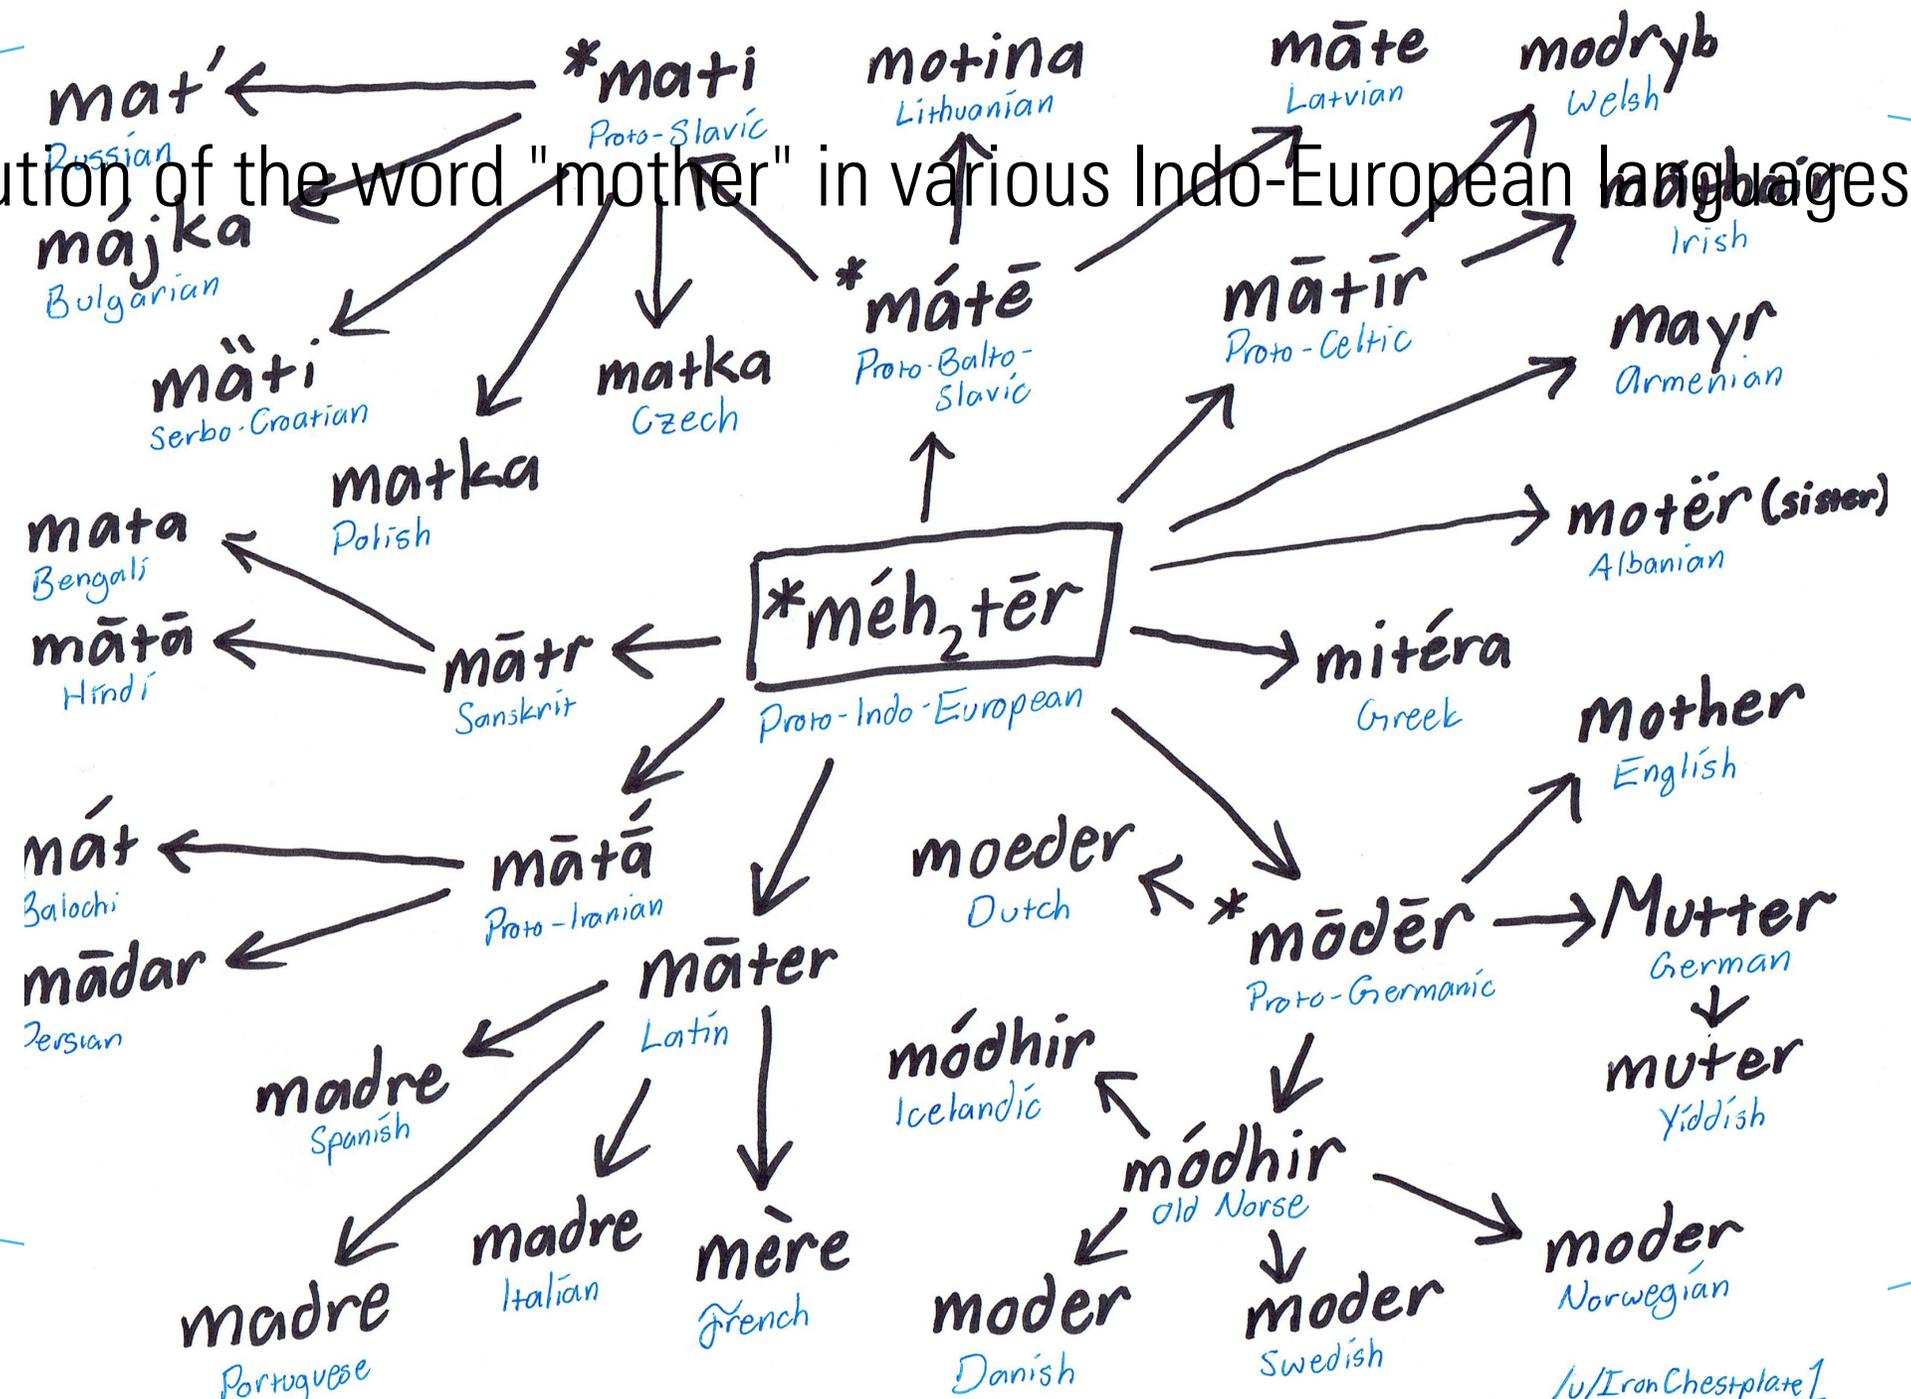 mat'
Russian
*mati
Proto-Slavic
motina
Lithuanian
māte
Latvian
modryb
Welsh
ution of the word "mother" in various Indo-European languages
Irish
májka
Bulgarian
*mátē
Proto-Balto-
Slavic
mātīr
Proto-Celtic
mayr
Armenian
mäti
Serbo-Croatian
matka
Czech
matka
Polish
motër (sister)
Albanian
mata
Bengali
mātā
Hindi
mātr
Sanskrit
*méh₂tēr
Proto-Indo-European
mitéra
Greek
Mother
English
mát
Balochi
mātā́
Proto-Iranian
moeder
Dutch
*mōdēr
Proto-Germanic
Mutter
German
mādar
Persian
māter
Latin
muter
Yiddish
madre
Spanish
módhir
Icelandic
módhir
Old Norse
madre
Italian
mère
French
moder
Norwegian
madre
Portuguese
moder
Danish
moder
Swedish
/u/IronChestplate1